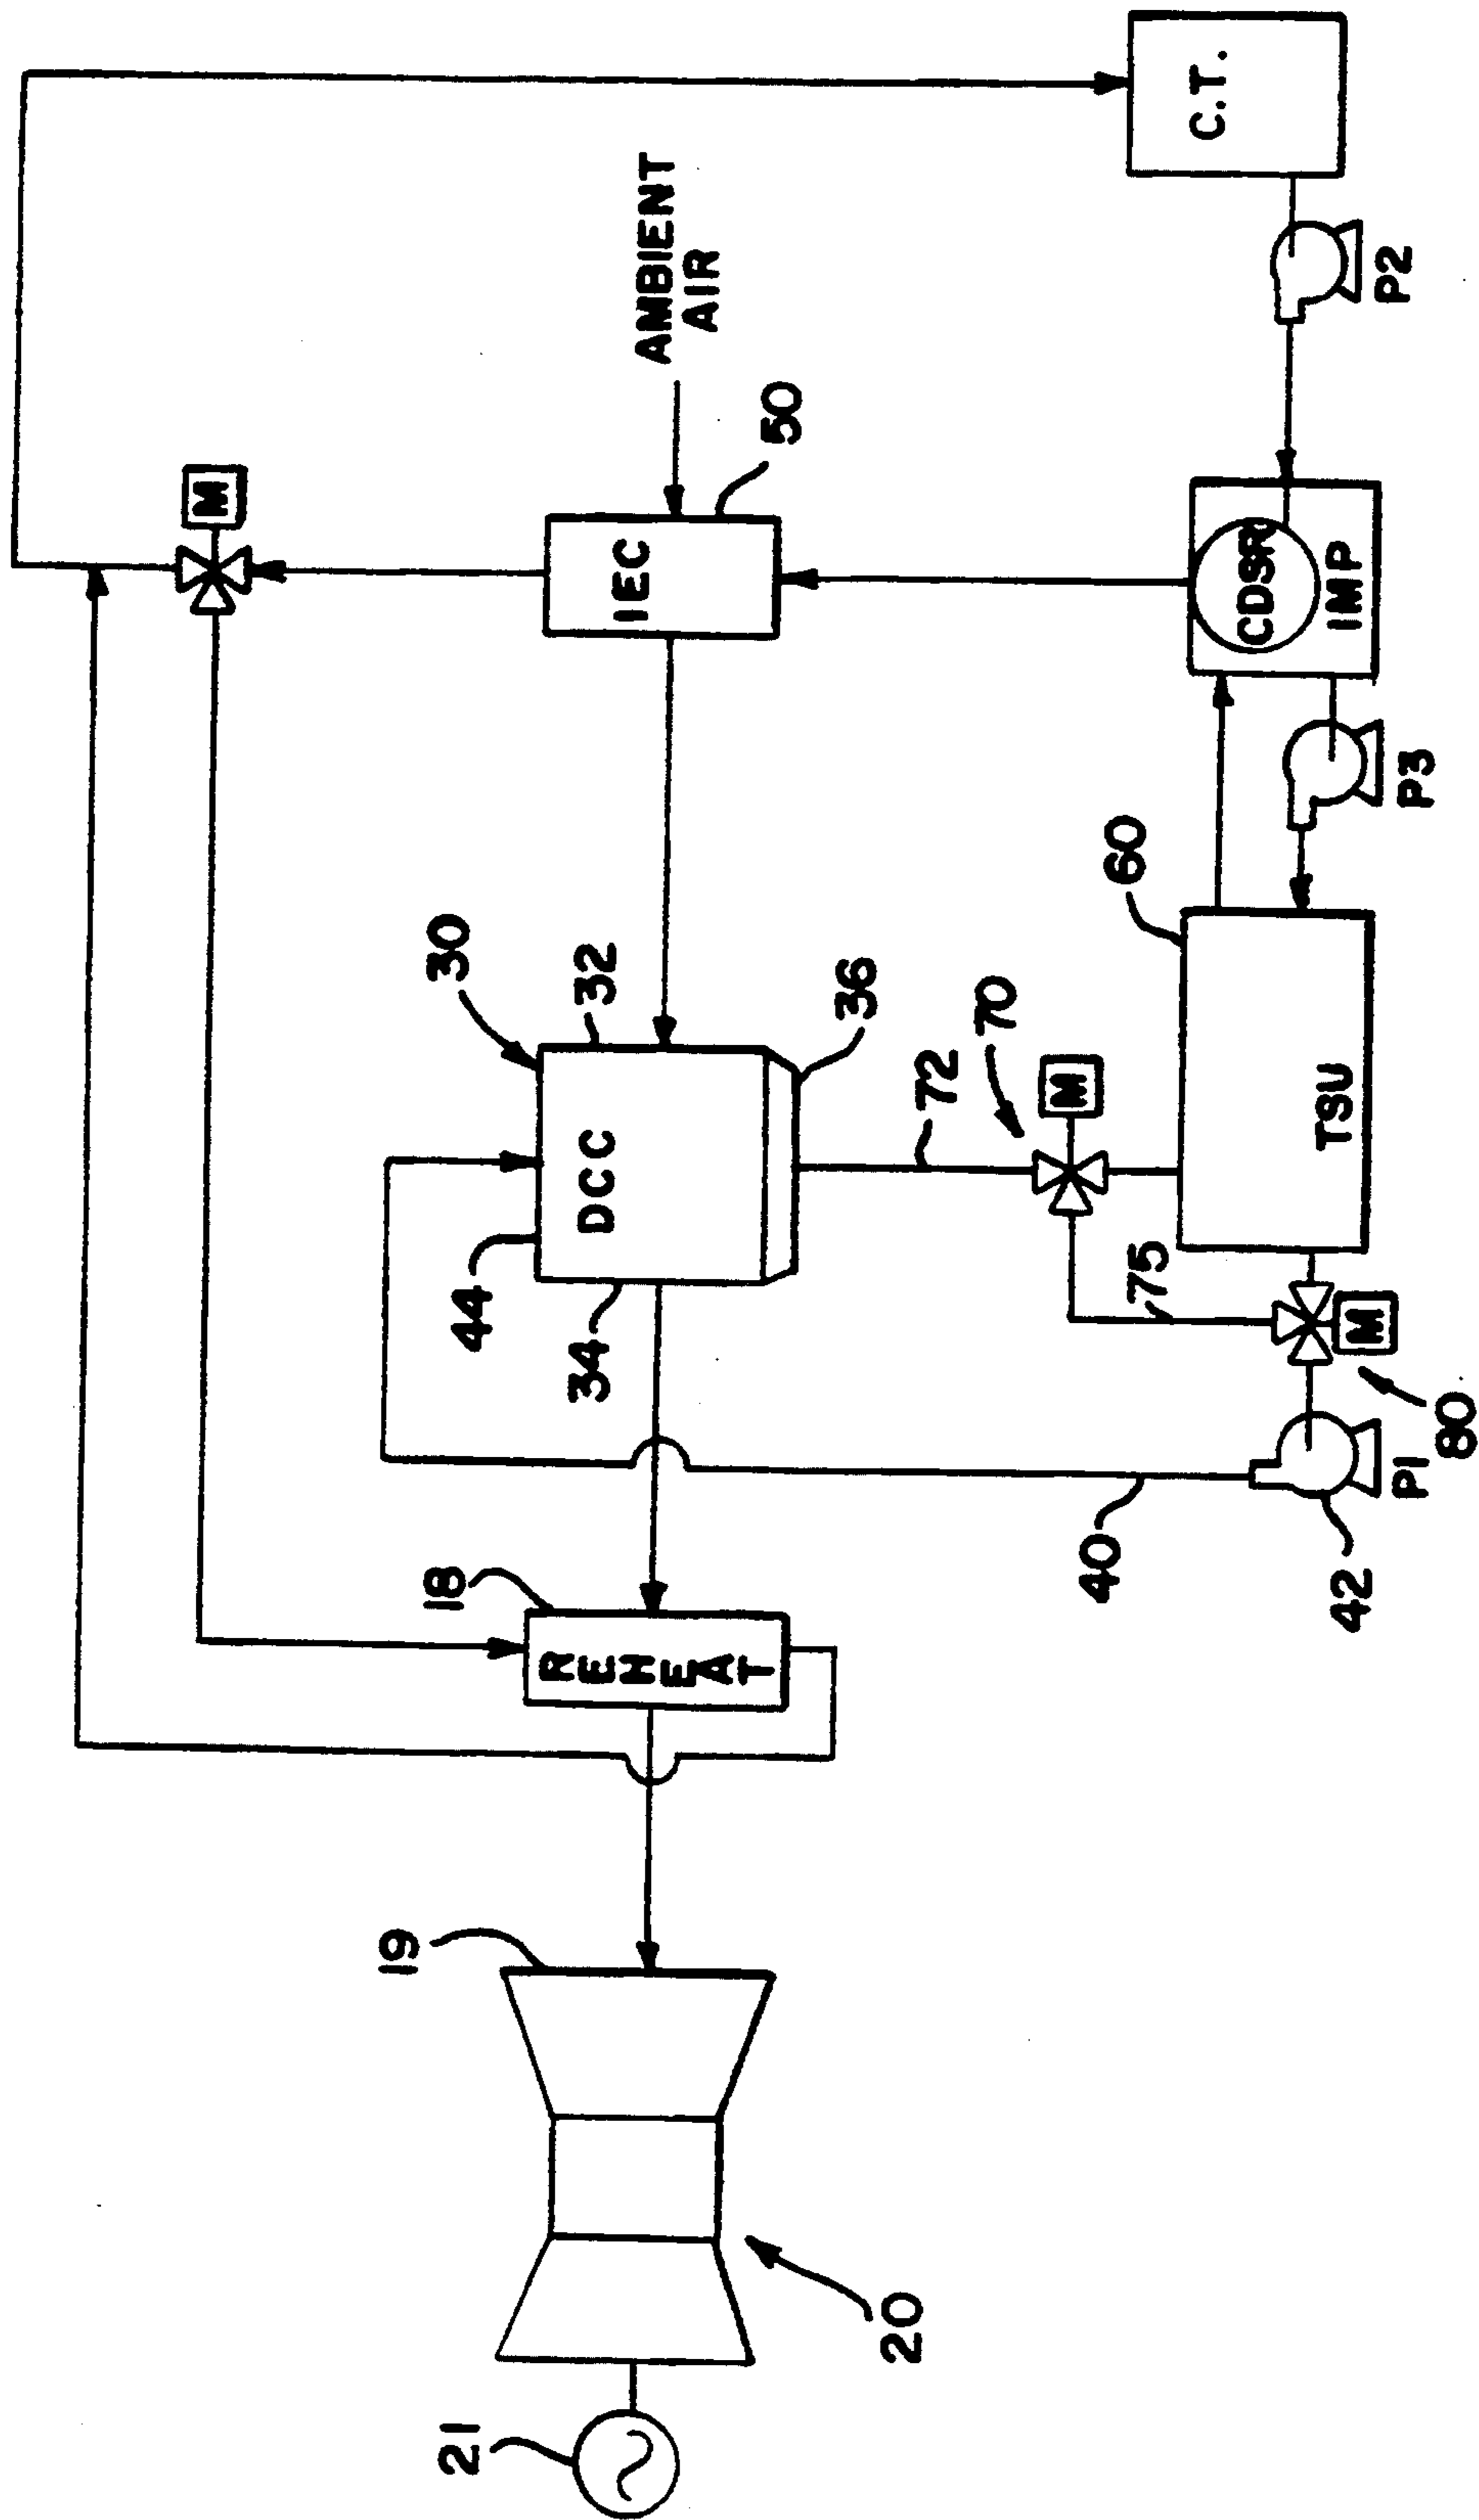 M
C.T.
AMBIENT
AIR
50
IEC
P2
CDSR
IMP
P3
60
30
32
36
DCC
44
34
72
70
M
TSU
75
M
80
P1
42
40
18
REHEAT
19
20
21